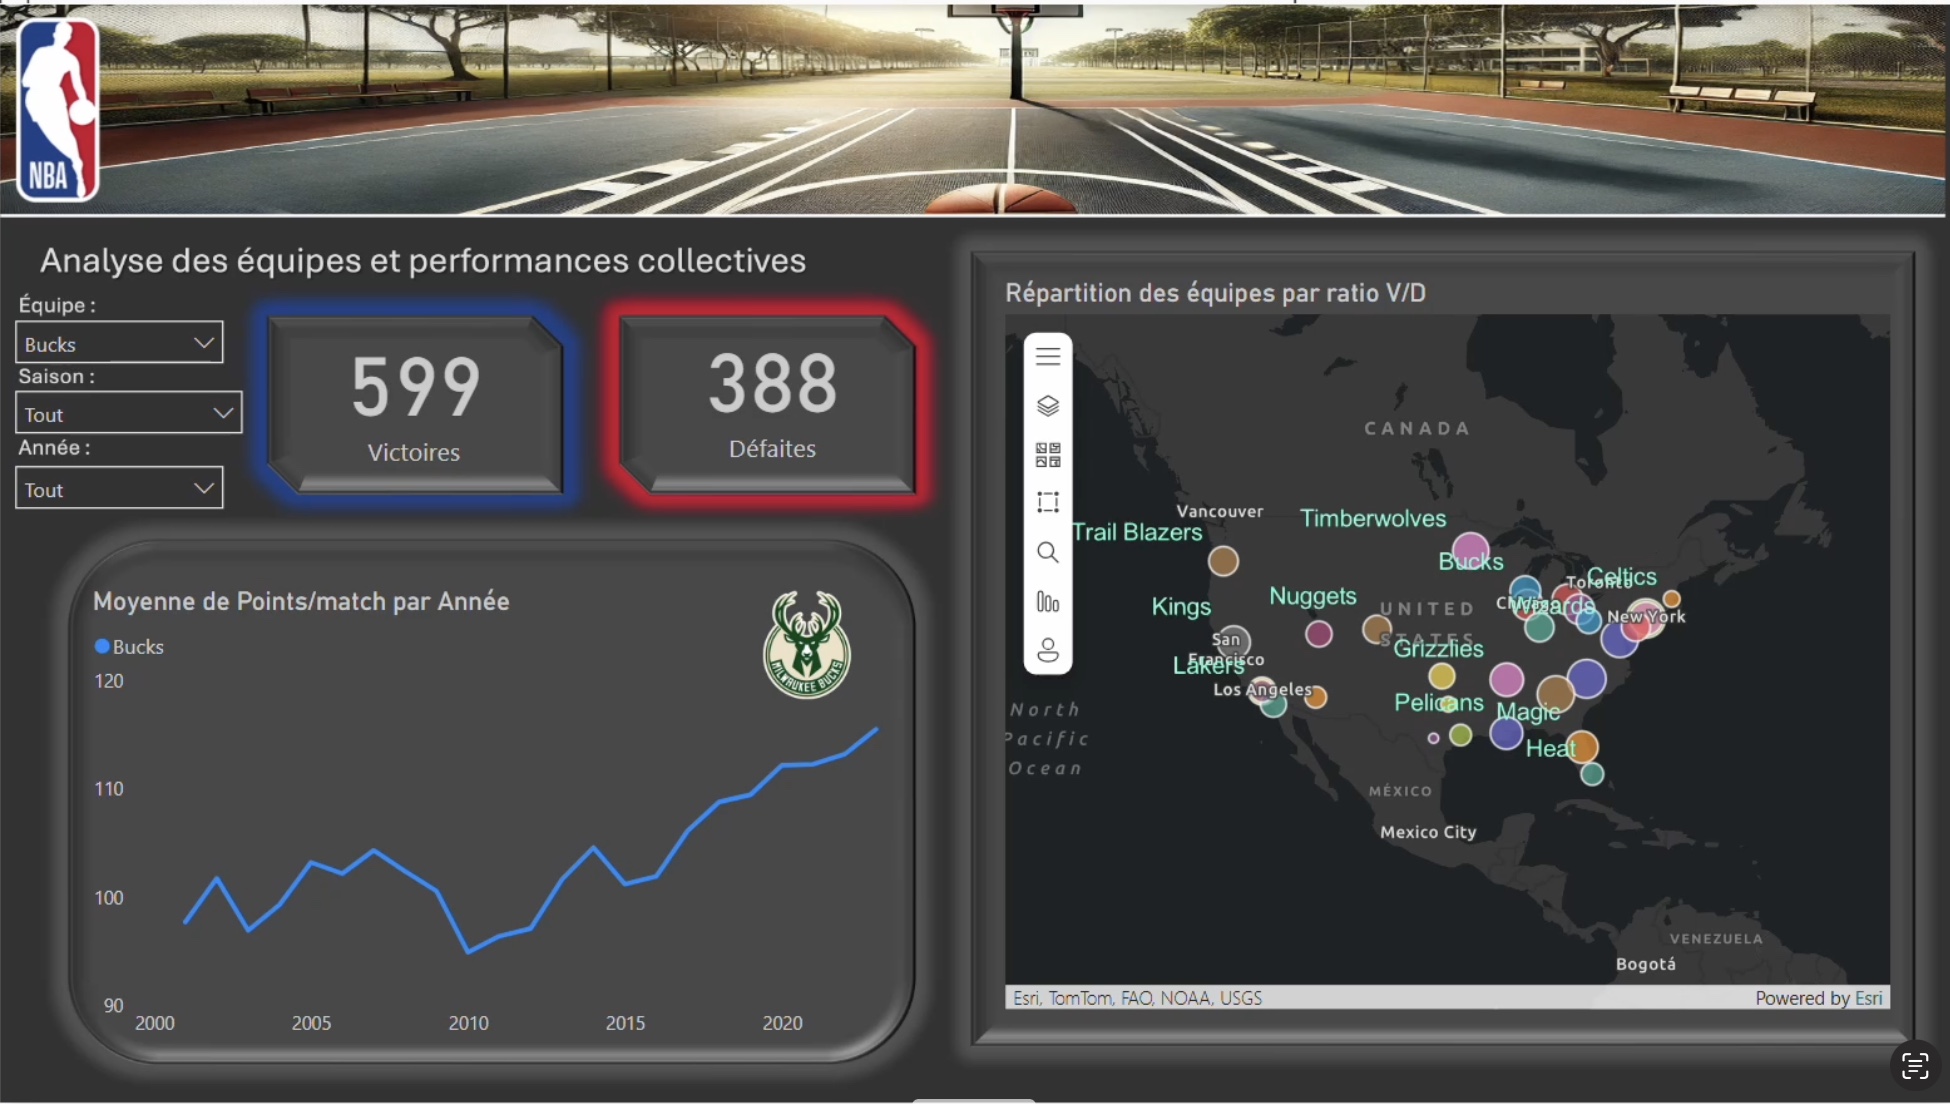 NBA
Analyse des équipes et performances collectives
Équipe :
Bucks
Saison :
Tout
Année :
Tout
599
Victoires
388
Défaites
Moyenne de Points/match par Année
Bucks
MILWAUKEE BUCKS
120
110
100
90
2000
2005
2010
2015
2020
Répartition des équipes par ratio V/D
CANADA
Vancouver
Timberwolves
Trail Blazers
Bucks
Celtics
Toronto
Chicago
Wizards
New York
Nuggets
Kings
UNITED
STATES
San
Francisco
Lakers
Los Angeles
Grizzlies
Pelicans
Magic
Heat
North
Pacific
Ocean
MÉXICO
Mexico City
VENEZUELA
Bogotá
Esri, TomTom, FAO, NOAA, USGS
Powered by Esri